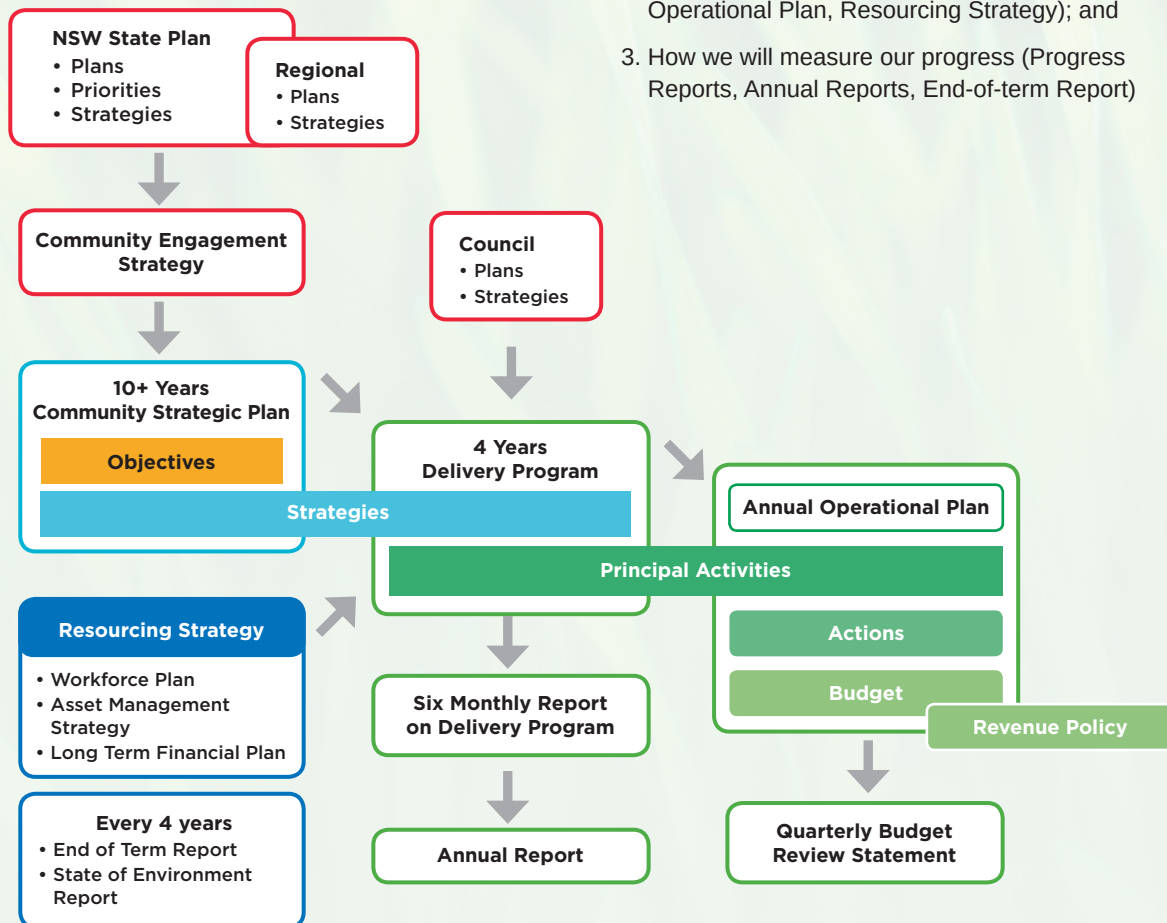 Operational Plan, Resourcing Strategy); and
3. How we will measure our progress (Progress
Reports, Annual Reports, End-of-term Report)
NSW State Plan
• Plans
• Priorities
• Strategies
Regional
• Plans
• Strategies
Community Engagement
Strategy
Council
• Plans
• Strategies
10+ Years
Community Strategic Plan
Objectives
Strategies
4 Years
Delivery Program
Annual Operational Plan
Principal Activities
Actions
Budget
Revenue Policy
Resourcing Strategy
• Workforce Plan
• Asset Management
Strategy
• Long Term Financial Plan
Six Monthly Report
on Delivery Program
Every 4 years
• End of Term Report
• State of Environment
Report
Annual Report
Quarterly Budget
Review Statement